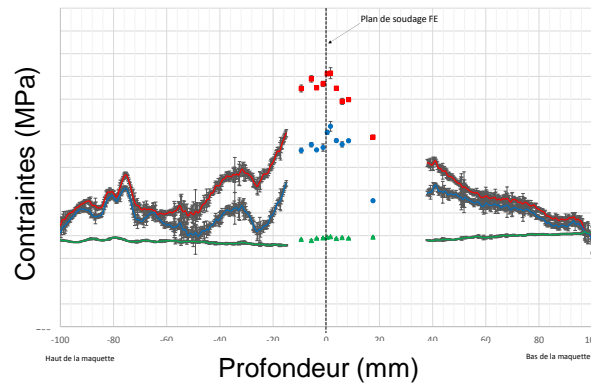 Plan de soudage FE
Contraintes (MPa)
-100 -80 -60 -40 -20 0 20 40 60 80 100
Haut de la maquette
Bas de la maquette
Profondeur (mm)